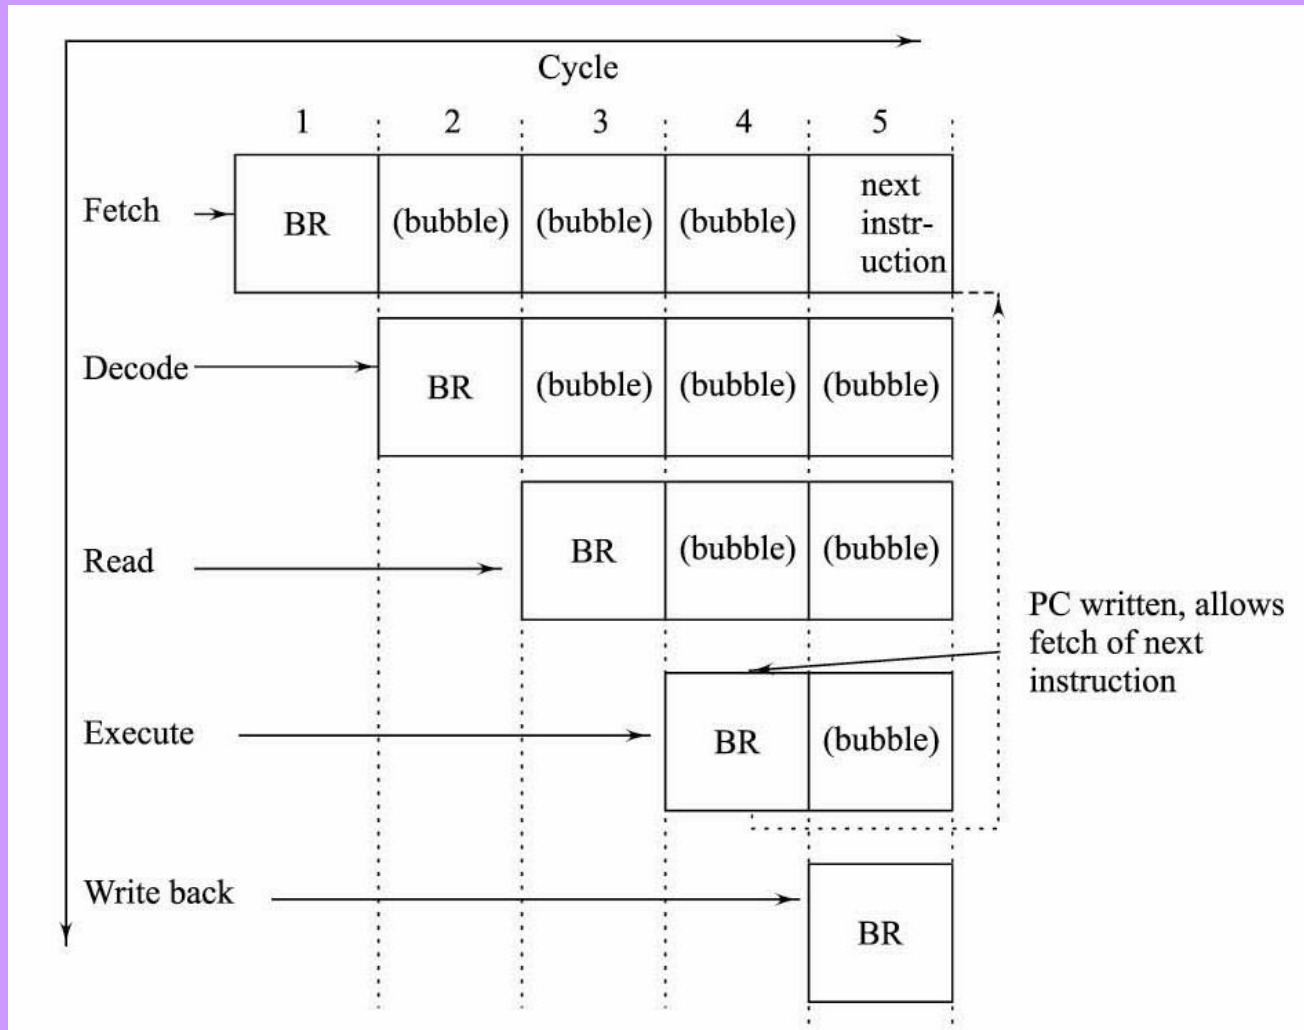 Cycle
1 2 3 4 5
Fetch BR (bubble) (bubble) (bubble) next
instr-
uction
Decode BR (bubble) (bubble) (bubble)
Read BR (bubble) (bubble)
PC written, allows
fetch of next
instruction
Execute BR (bubble)
Write back BR